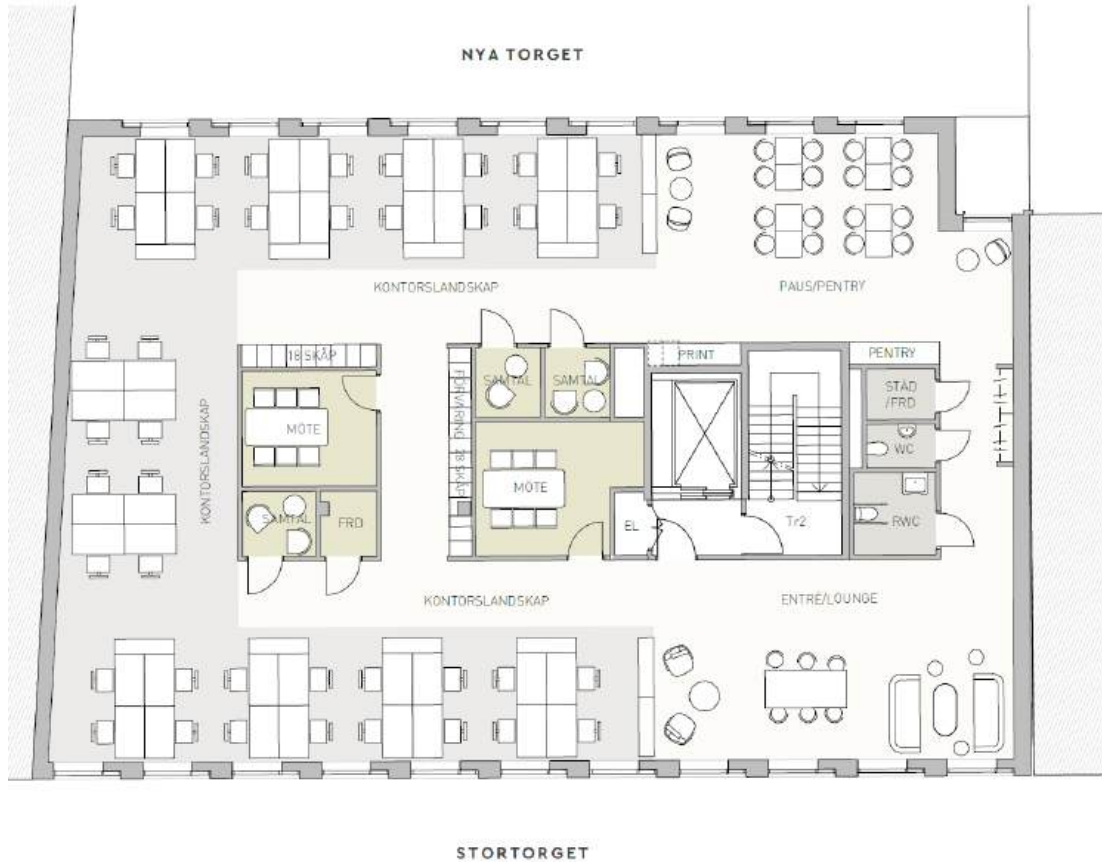 NYA TORGET
KONTORSLANDSKAP
PAUS/PENTRY
18 SKÅP
SAMTAL
SAMTAL
PRINT
PENTRY
STÄD
/FRD
MÖTE
KONTORSLANDSKAP
FÖRVARING 28 SKÅP
WC
MÖTE
SAMTAL
FRD
EL
Tr2
RWC
KONTORSLANDSKAP
ENTRÉ/LOUNGE
STORTORGET